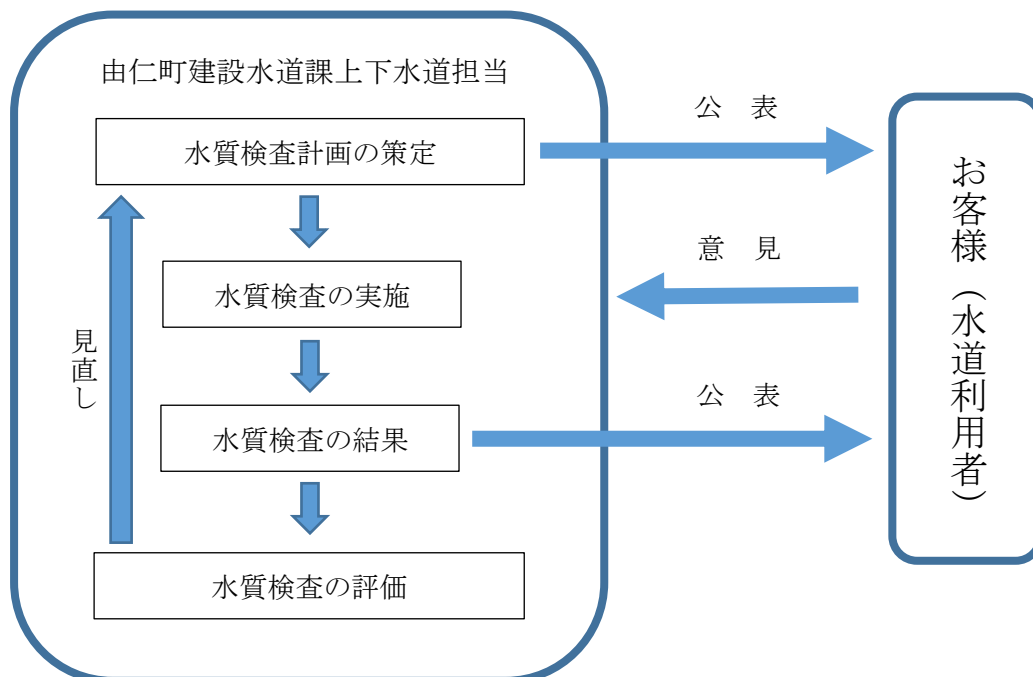 由仁町建設水道課上下水道担当
水質検査計画の策定
公　表
水質検査の実施
意　見
見直し
水質検査の結果
公　表
水質検査の評価
お客様（水道利用者）